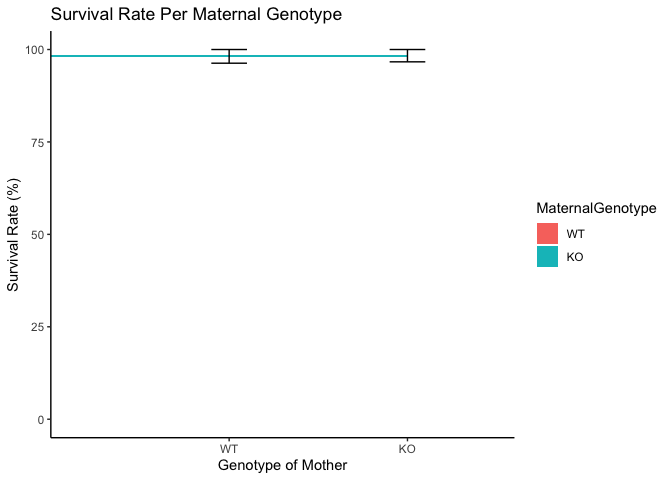 Survival Rate Per Maternal Genotype
100
75
50
25
0
Survival Rate (%)
WT
KO
Genotype of Mother
MaternalGenotype
WT
KO